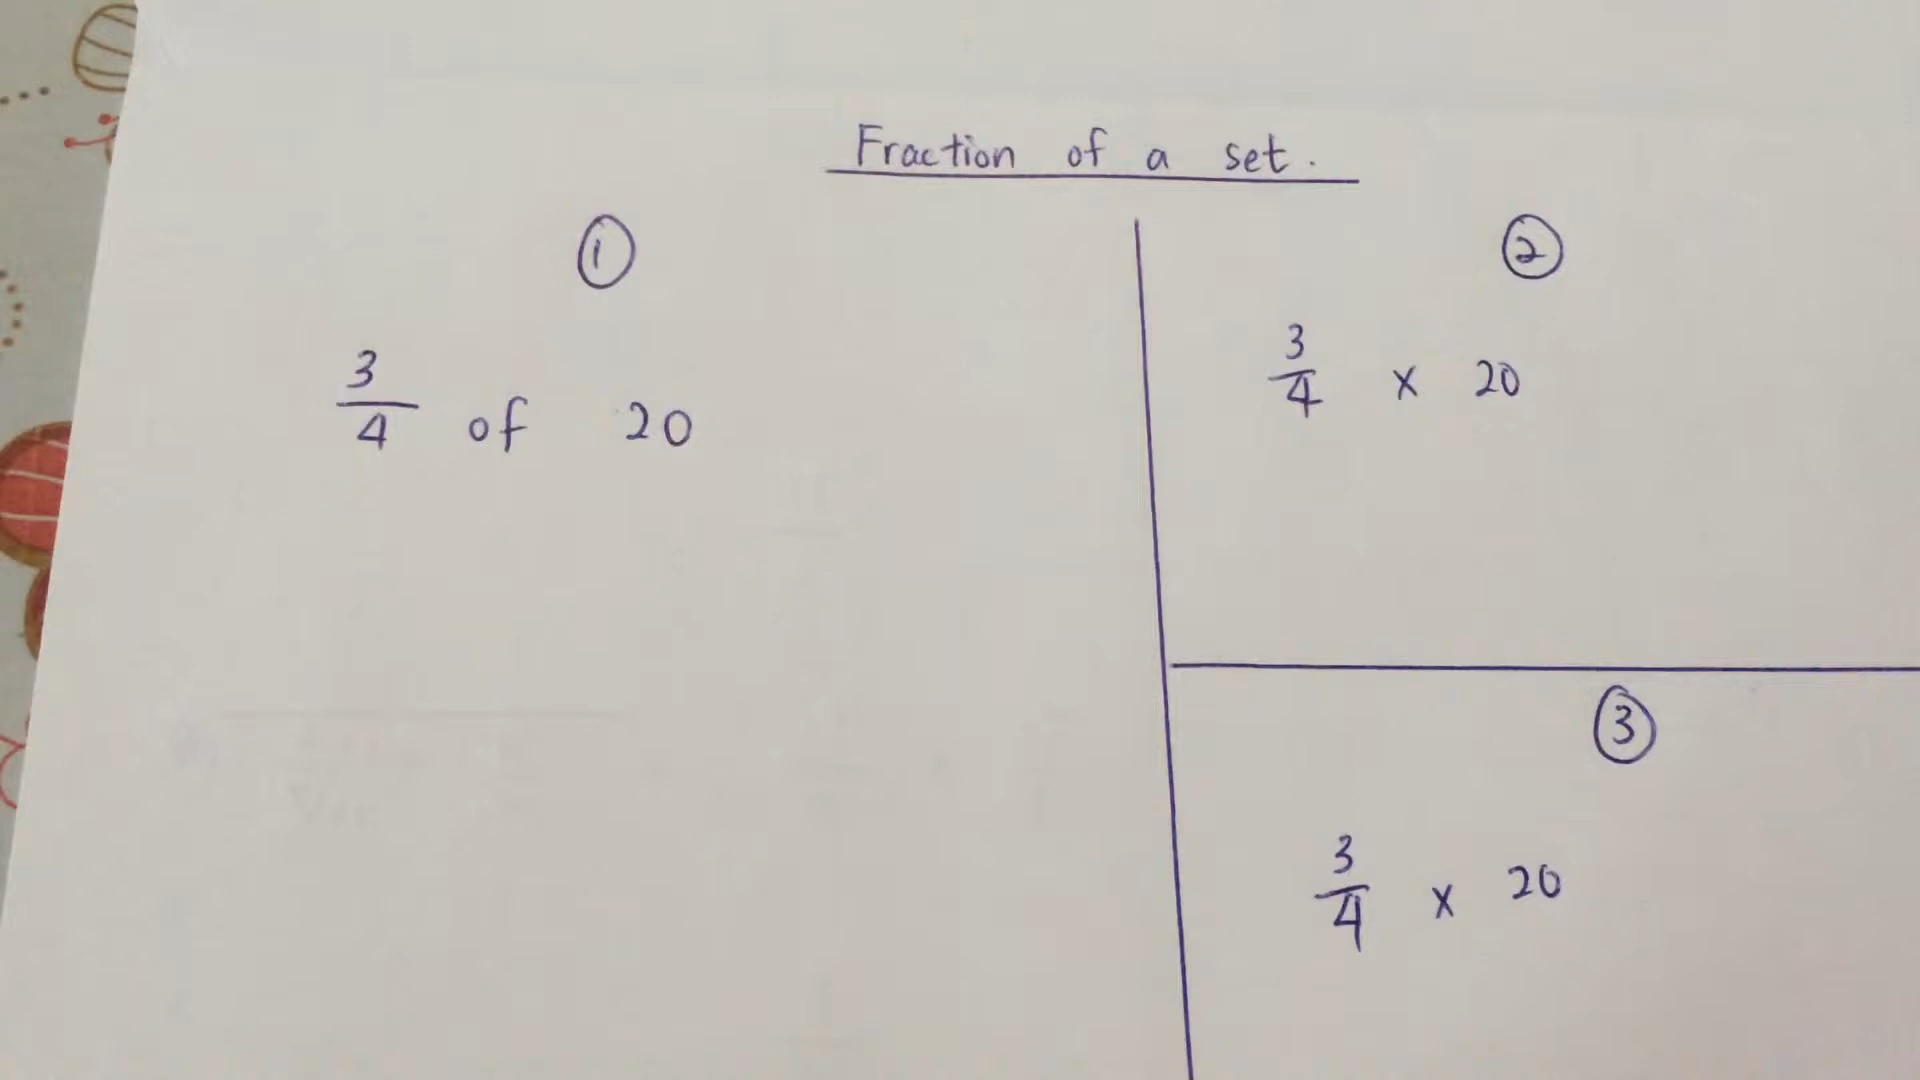 Fraction of a set.
①
3/4 of 20
②
3/4 x 20
③
3/4 x 20